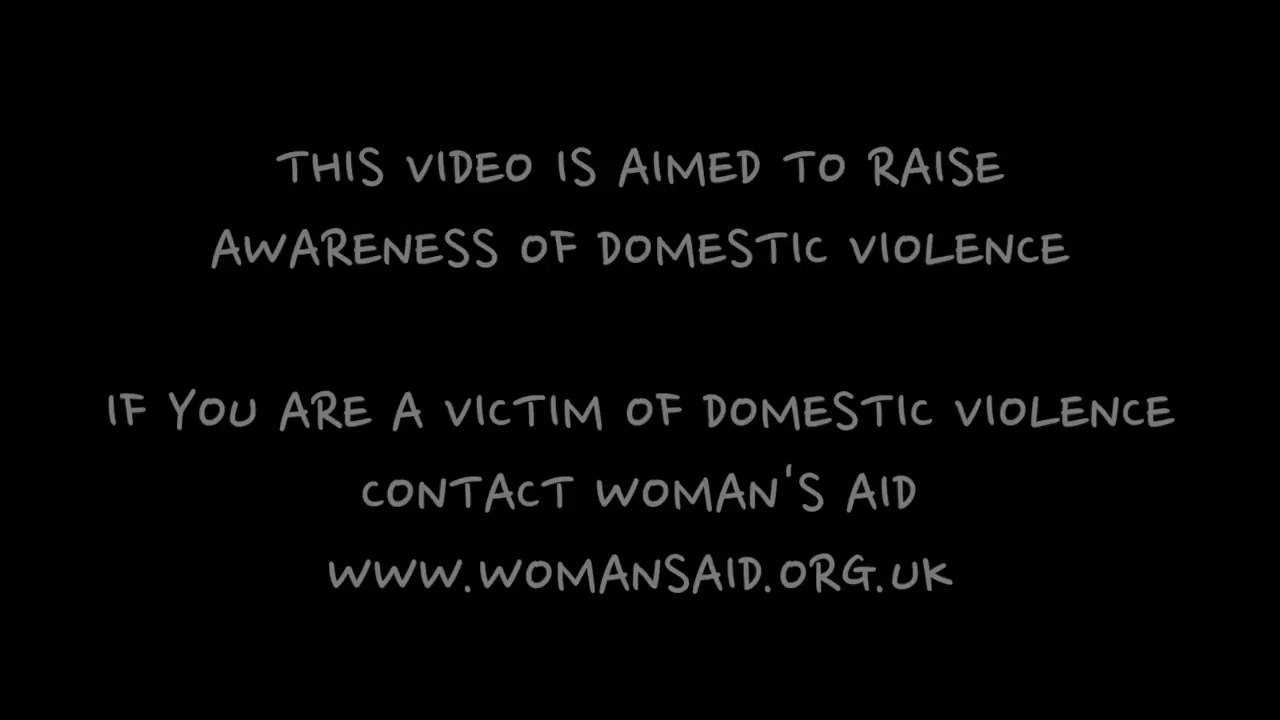 THIS VIDEO IS AIMED TO RAISE
AWARENESS OF DOMESTIC VIOLENCE
IF YOU ARE A VICTIM OF DOMESTIC VIOLENCE
CONTACT WOMAN'S AID
WWW.WOMANSAID.ORG.UK